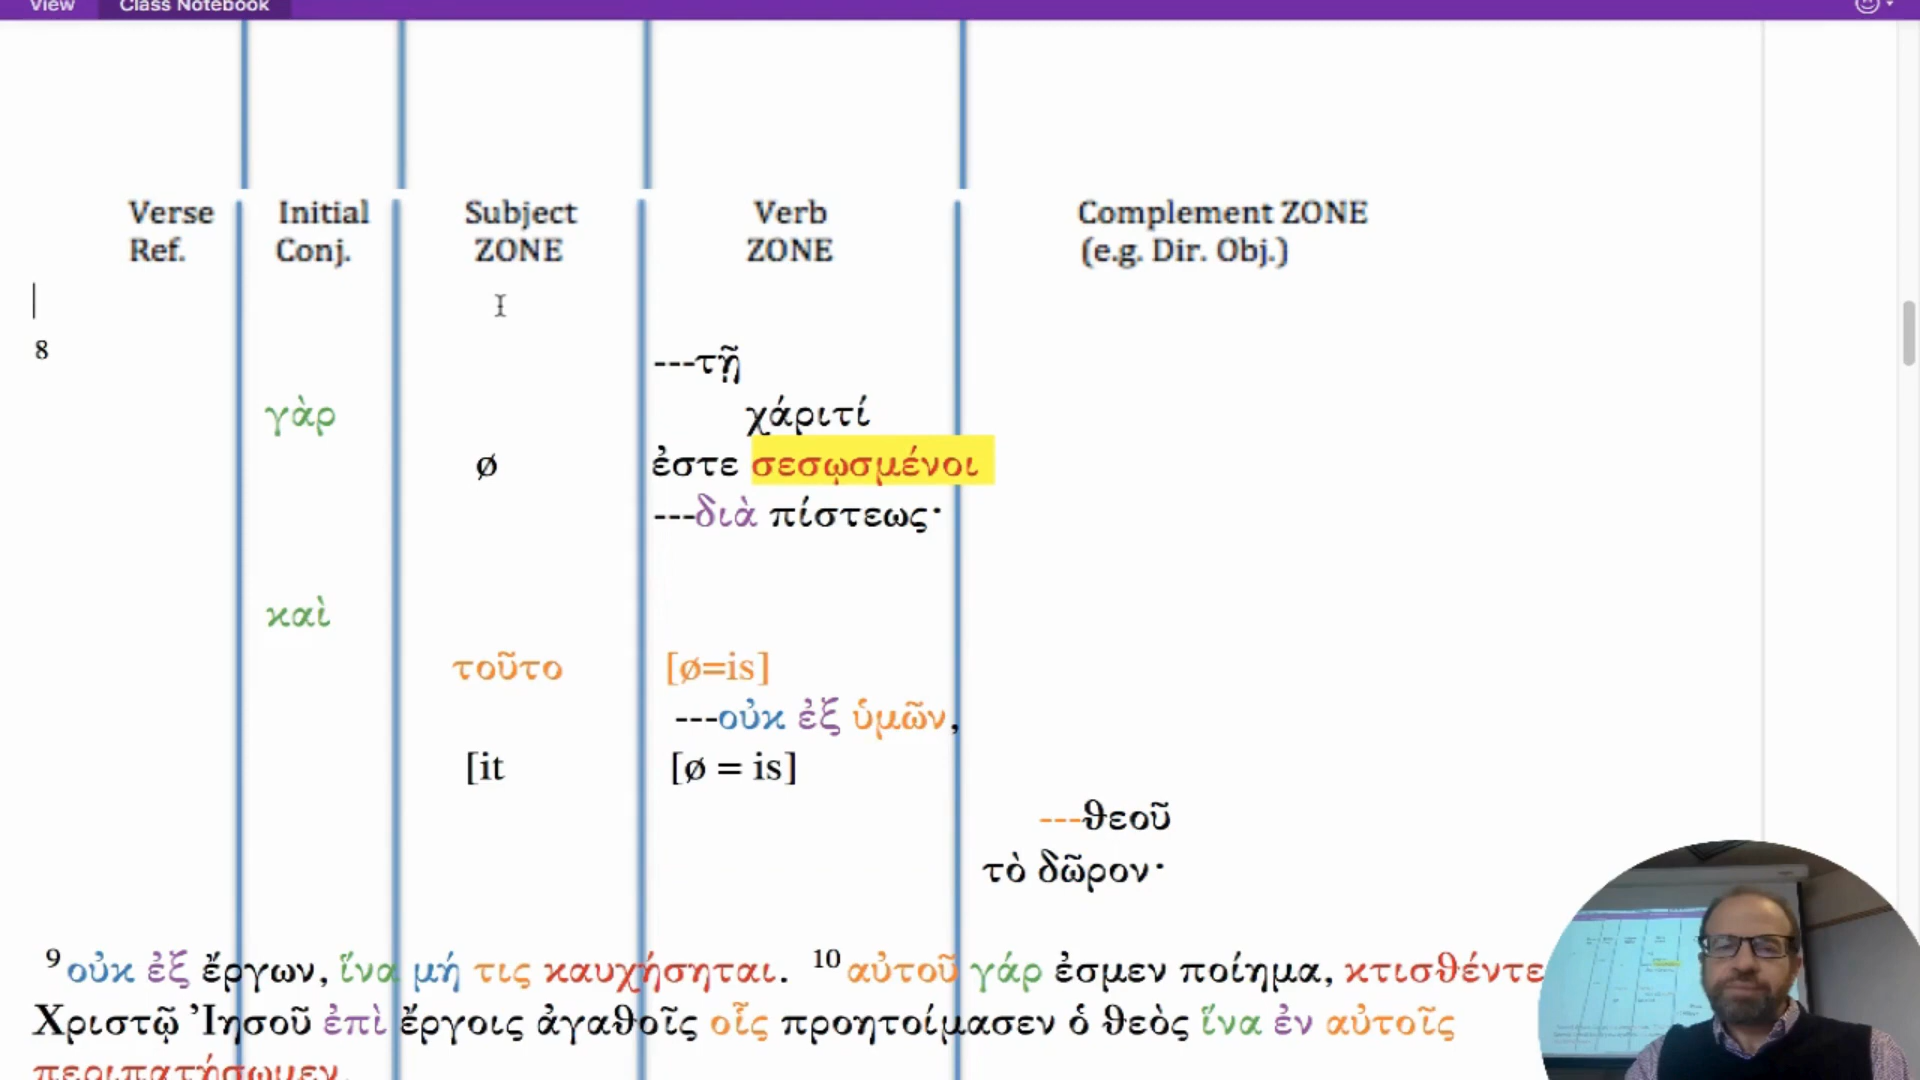 View Class Notebook
Verse Initial Subject Verb Complement ZONE
Ref. Conj. ZONE ZONE (e.g. Dir. Obj.)
8 ---τῇ
γὰρ χάριτί
ø ἐστε σεσῳσμένοι
---διὰ πίστεως·
καὶ
τοῦτο [ø=is]
---οὐκ ἐξ ὑμῶν,
[it [ø = is]
---θεοῦ
τὸ δῶρον·
9 οὐκ ἐξ ἔργων, ἵνα μή τις καυχήσηται. 10 αὐτοῦ γάρ ἐσμεν ποίημα, κτισθέντε
Χριστῷ Ἰησοῦ ἐπὶ ἔργοις ἀγαθοῖς οἷς προητοίμασεν ὁ θεὸς ἵνα ἐν αὐτοῖς
περιπατήσωμεν.